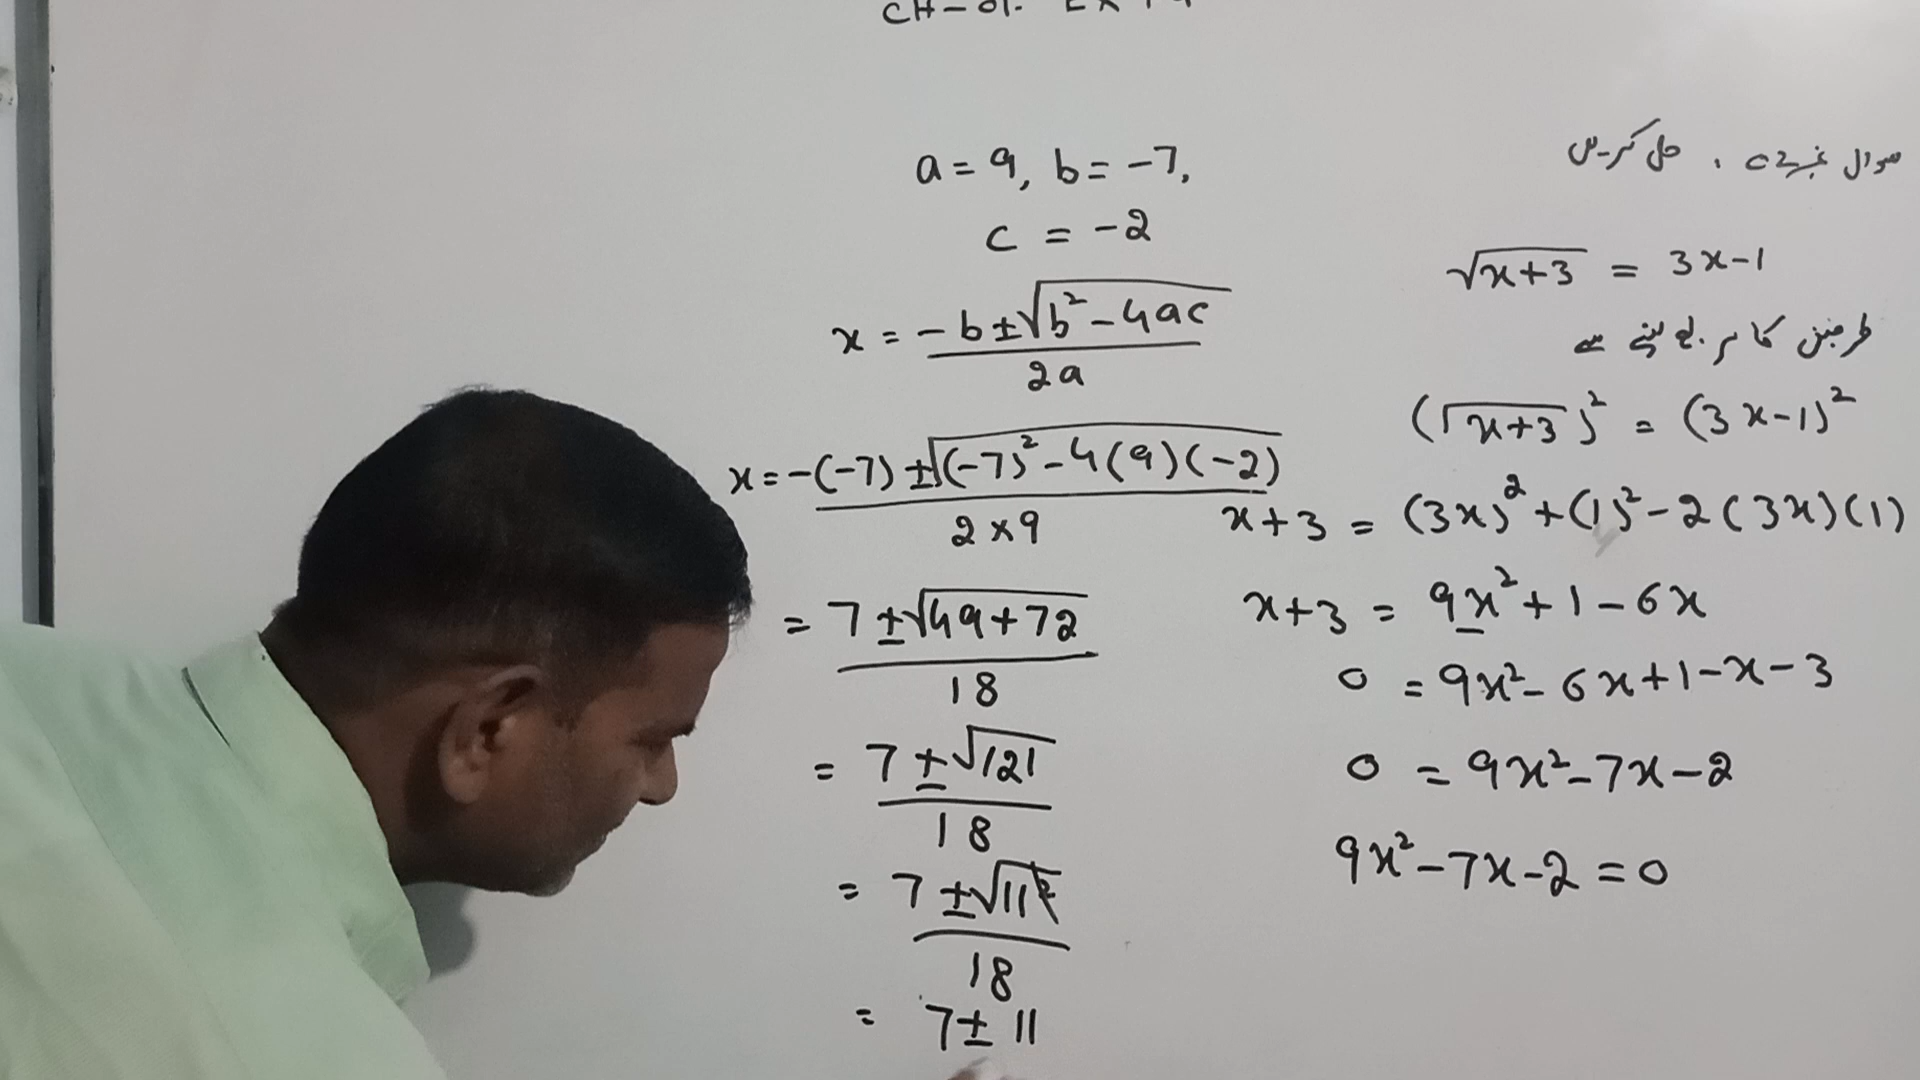 CH-01. EX 1.4
سوال نمبر 2 . حل کریں
√x+3 = 3x-1
طرفین کا مربع لینے سے
(√x+3)² = (3x-1)²
x+3 = (3x)²+(1)²-2(3x)(1)
x+3 = 9x²+1-6x
0 = 9x²-6x+1-x-3
0 = 9x²-7x-2
9x²-7x-2=0
a=9, b=-7,
c = -2
x = -b±√b²-4ac
2a
x=-(-7)±√(-7)²-4(9)(-2)
2×9
= 7±√49+72
18
= 7±√121
18
= 7±√11²
18
= 7±11